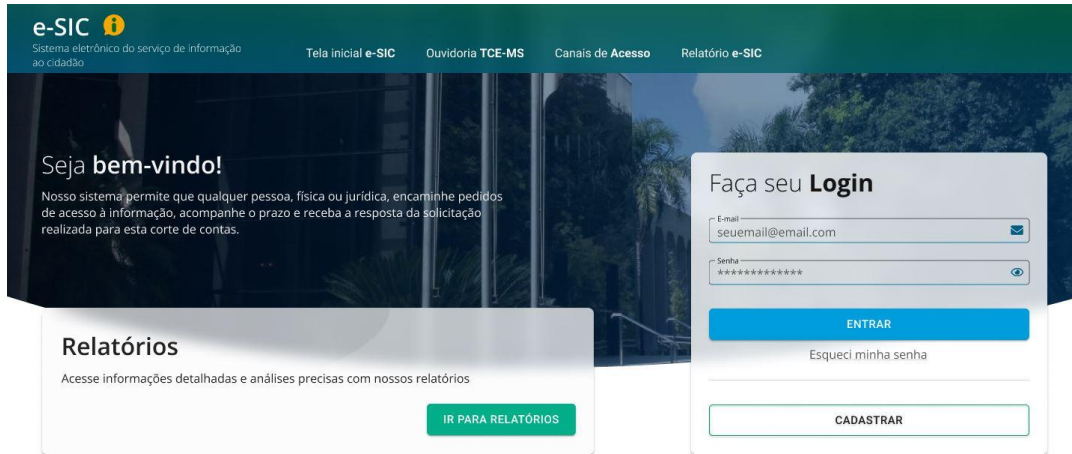 e-SIC
Sistema eletrônico do serviço de informação
ao cidadão
Tela inicial e-SIC
Ouvidoria TCE-MS
Canais de Acesso
Relatório e-SIC
Seja bem-vindo!
Nosso sistema permite que qualquer pessoa, física ou jurídica, encaminhe pedidos
de acesso à informação, acompanhe o prazo e receba a resposta da solicitação
realizada para esta corte de contas.
Relatórios
Acesse informações detalhadas e análises precisas com nossos relatórios
IR PARA RELATÓRIOS
Faça seu Login
E-mail
seuemail@email.com
Senha
*************
ENTRAR
Esqueci minha senha
CADASTRAR